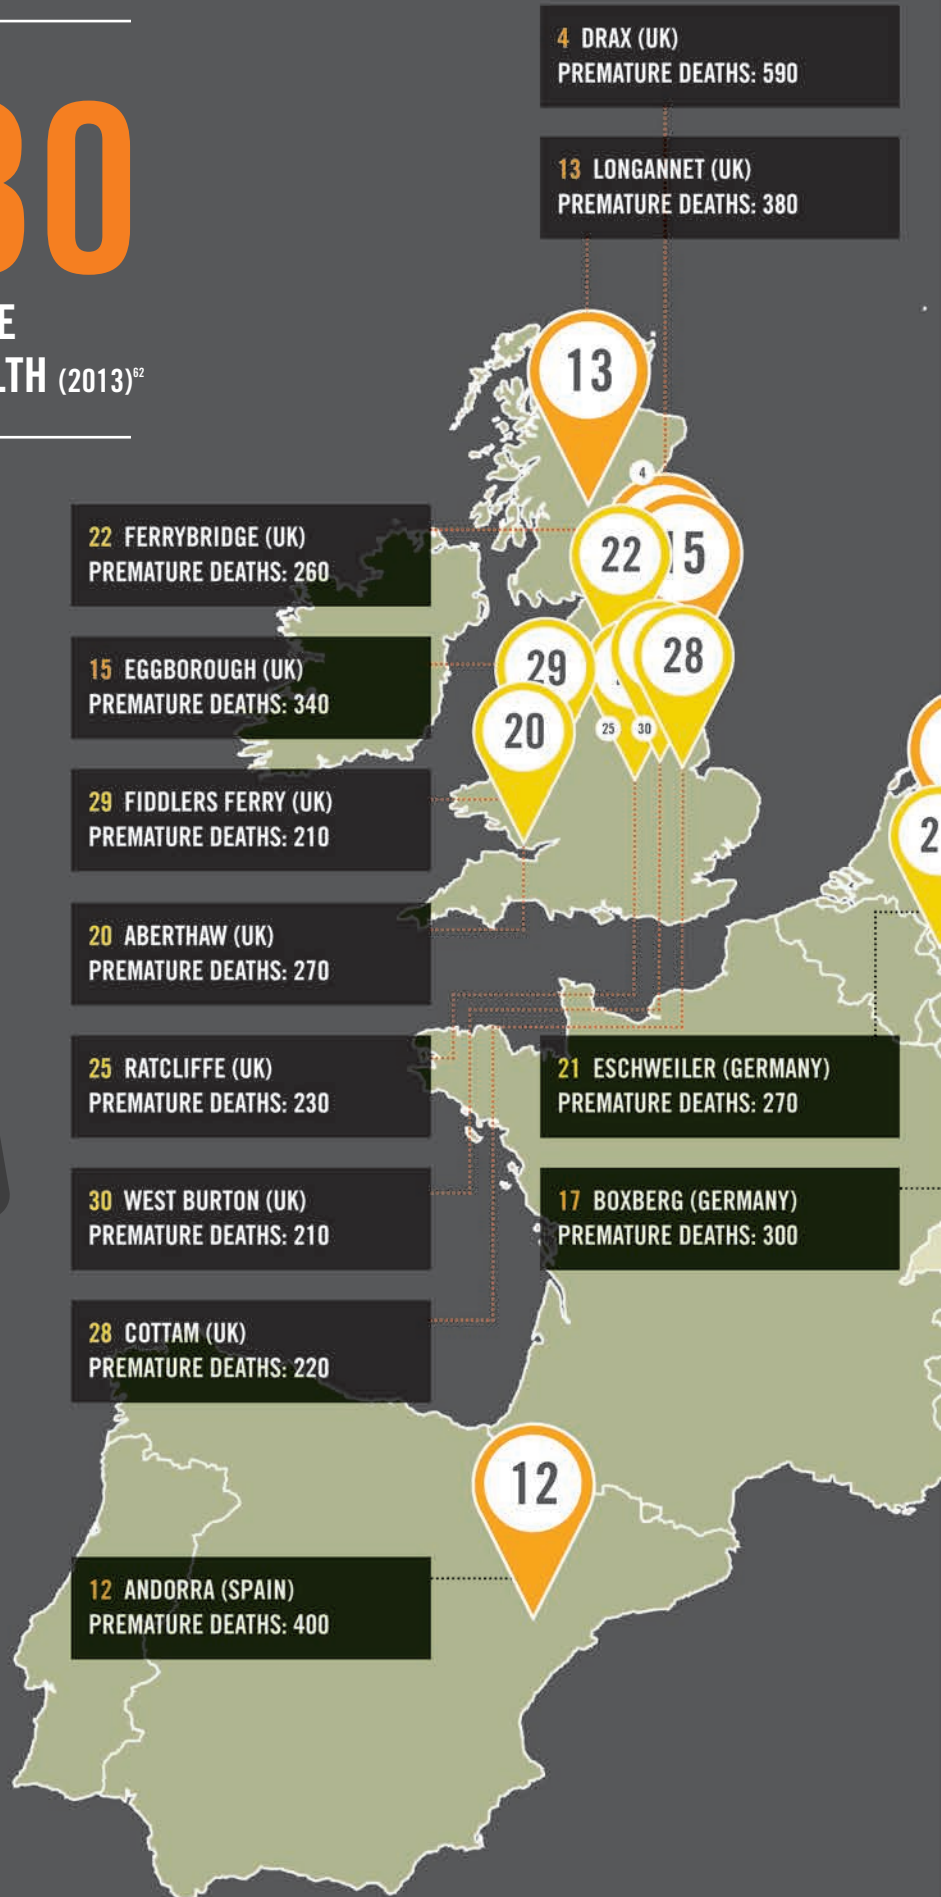 30
E
LTH (2013)62
4 DRAX (UK)
PREMATURE DEATHS: 590
13 LONGANNET (UK)
PREMATURE DEATHS: 380
13
4
22
15
29
28
20
25
30
22 FERRYBRIDGE (UK)
PREMATURE DEATHS: 260
15 EGGBOROUGH (UK)
PREMATURE DEATHS: 340
29 FIDDLERS FERRY (UK)
PREMATURE DEATHS: 210
20 ABERTHAW (UK)
PREMATURE DEATHS: 270
25 RATCLIFFE (UK)
PREMATURE DEATHS: 230
30 WEST BURTON (UK)
PREMATURE DEATHS: 210
28 COTTAM (UK)
PREMATURE DEATHS: 220
2
21 ESCHWEILER (GERMANY)
PREMATURE DEATHS: 270
17 BOXBERG (GERMANY)
PREMATURE DEATHS: 300
12
12 ANDORRA (SPAIN)
PREMATURE DEATHS: 400